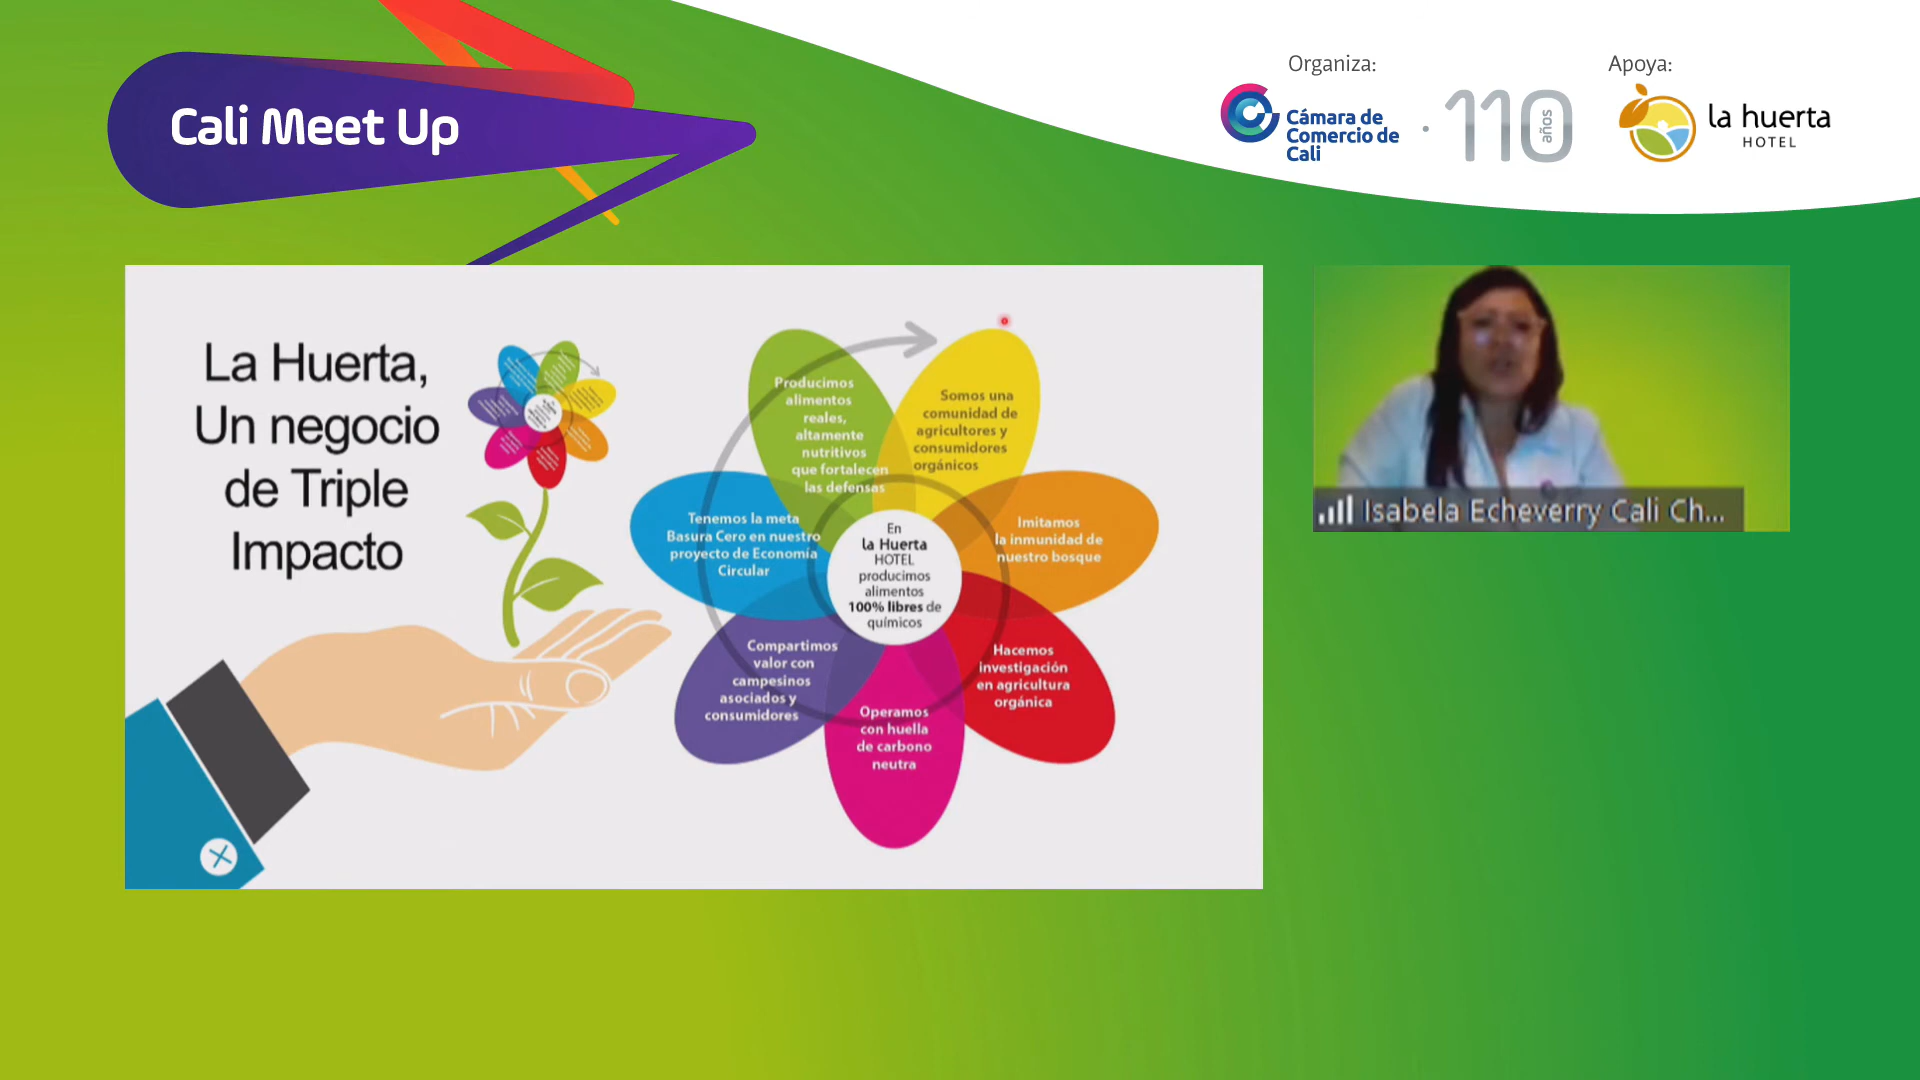 Cali Meet Up
Organiza:
Cámara de
Comercio de
Cali
110
años
Apoya:
la huerta
HOTEL
La Huerta,
Un negocio
de Triple
Impacto
Producimos
alimentos
reales,
altamente
nutritivos
que fortalecen
las defensas
Somos una
comunidad de
agricultores y
consumidores
orgánicos
Imitamos
la inmunidad de
nuestro bosque
Hacemos
investigación
en agricultura
orgánica
Operamos
con huella
de carbono
neutra
Compartimos
valor con
campesinos
asociados y
consumidores
Tenemos la meta
Basura Cero en nuestro
proyecto de Economía
Circular
En
la Huerta
HOTEL
producimos
alimentos
100% libres de
químicos
Isabela Echeverry Cali Ch...